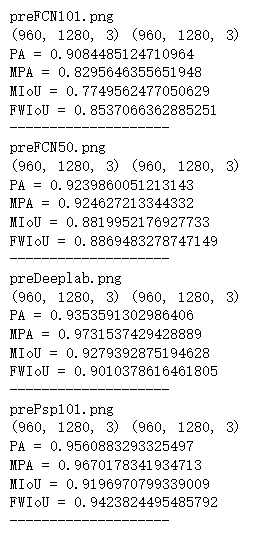 preFCN101.png
(960, 1280, 3) (960, 1280, 3)
PA = 0.9084485124710964
MPA = 0.8295646355651948
MIoU = 0.7749562477050629
FWIoU = 0.8537066362885251
-------------------
preFCN50.png
(960, 1280, 3) (960, 1280, 3)
PA = 0.9239860051213143
MPA = 0.924627213344332
MIoU = 0.8819952176927733
FWIoU = 0.8869483278747149
-------------------
preDeeplab.png
(960, 1280, 3) (960, 1280, 3)
PA = 0.9353591302986406
MPA = 0.9731537429428889
MIoU = 0.9279392875194628
FWIoU = 0.9010378616461805
-------------------
prePsp101.png
(960, 1280, 3) (960, 1280, 3)
PA = 0.9560883293325497
MPA = 0.9670178341934713
MIoU = 0.9196970799339009
FWIoU = 0.9423824495485792
-------------------